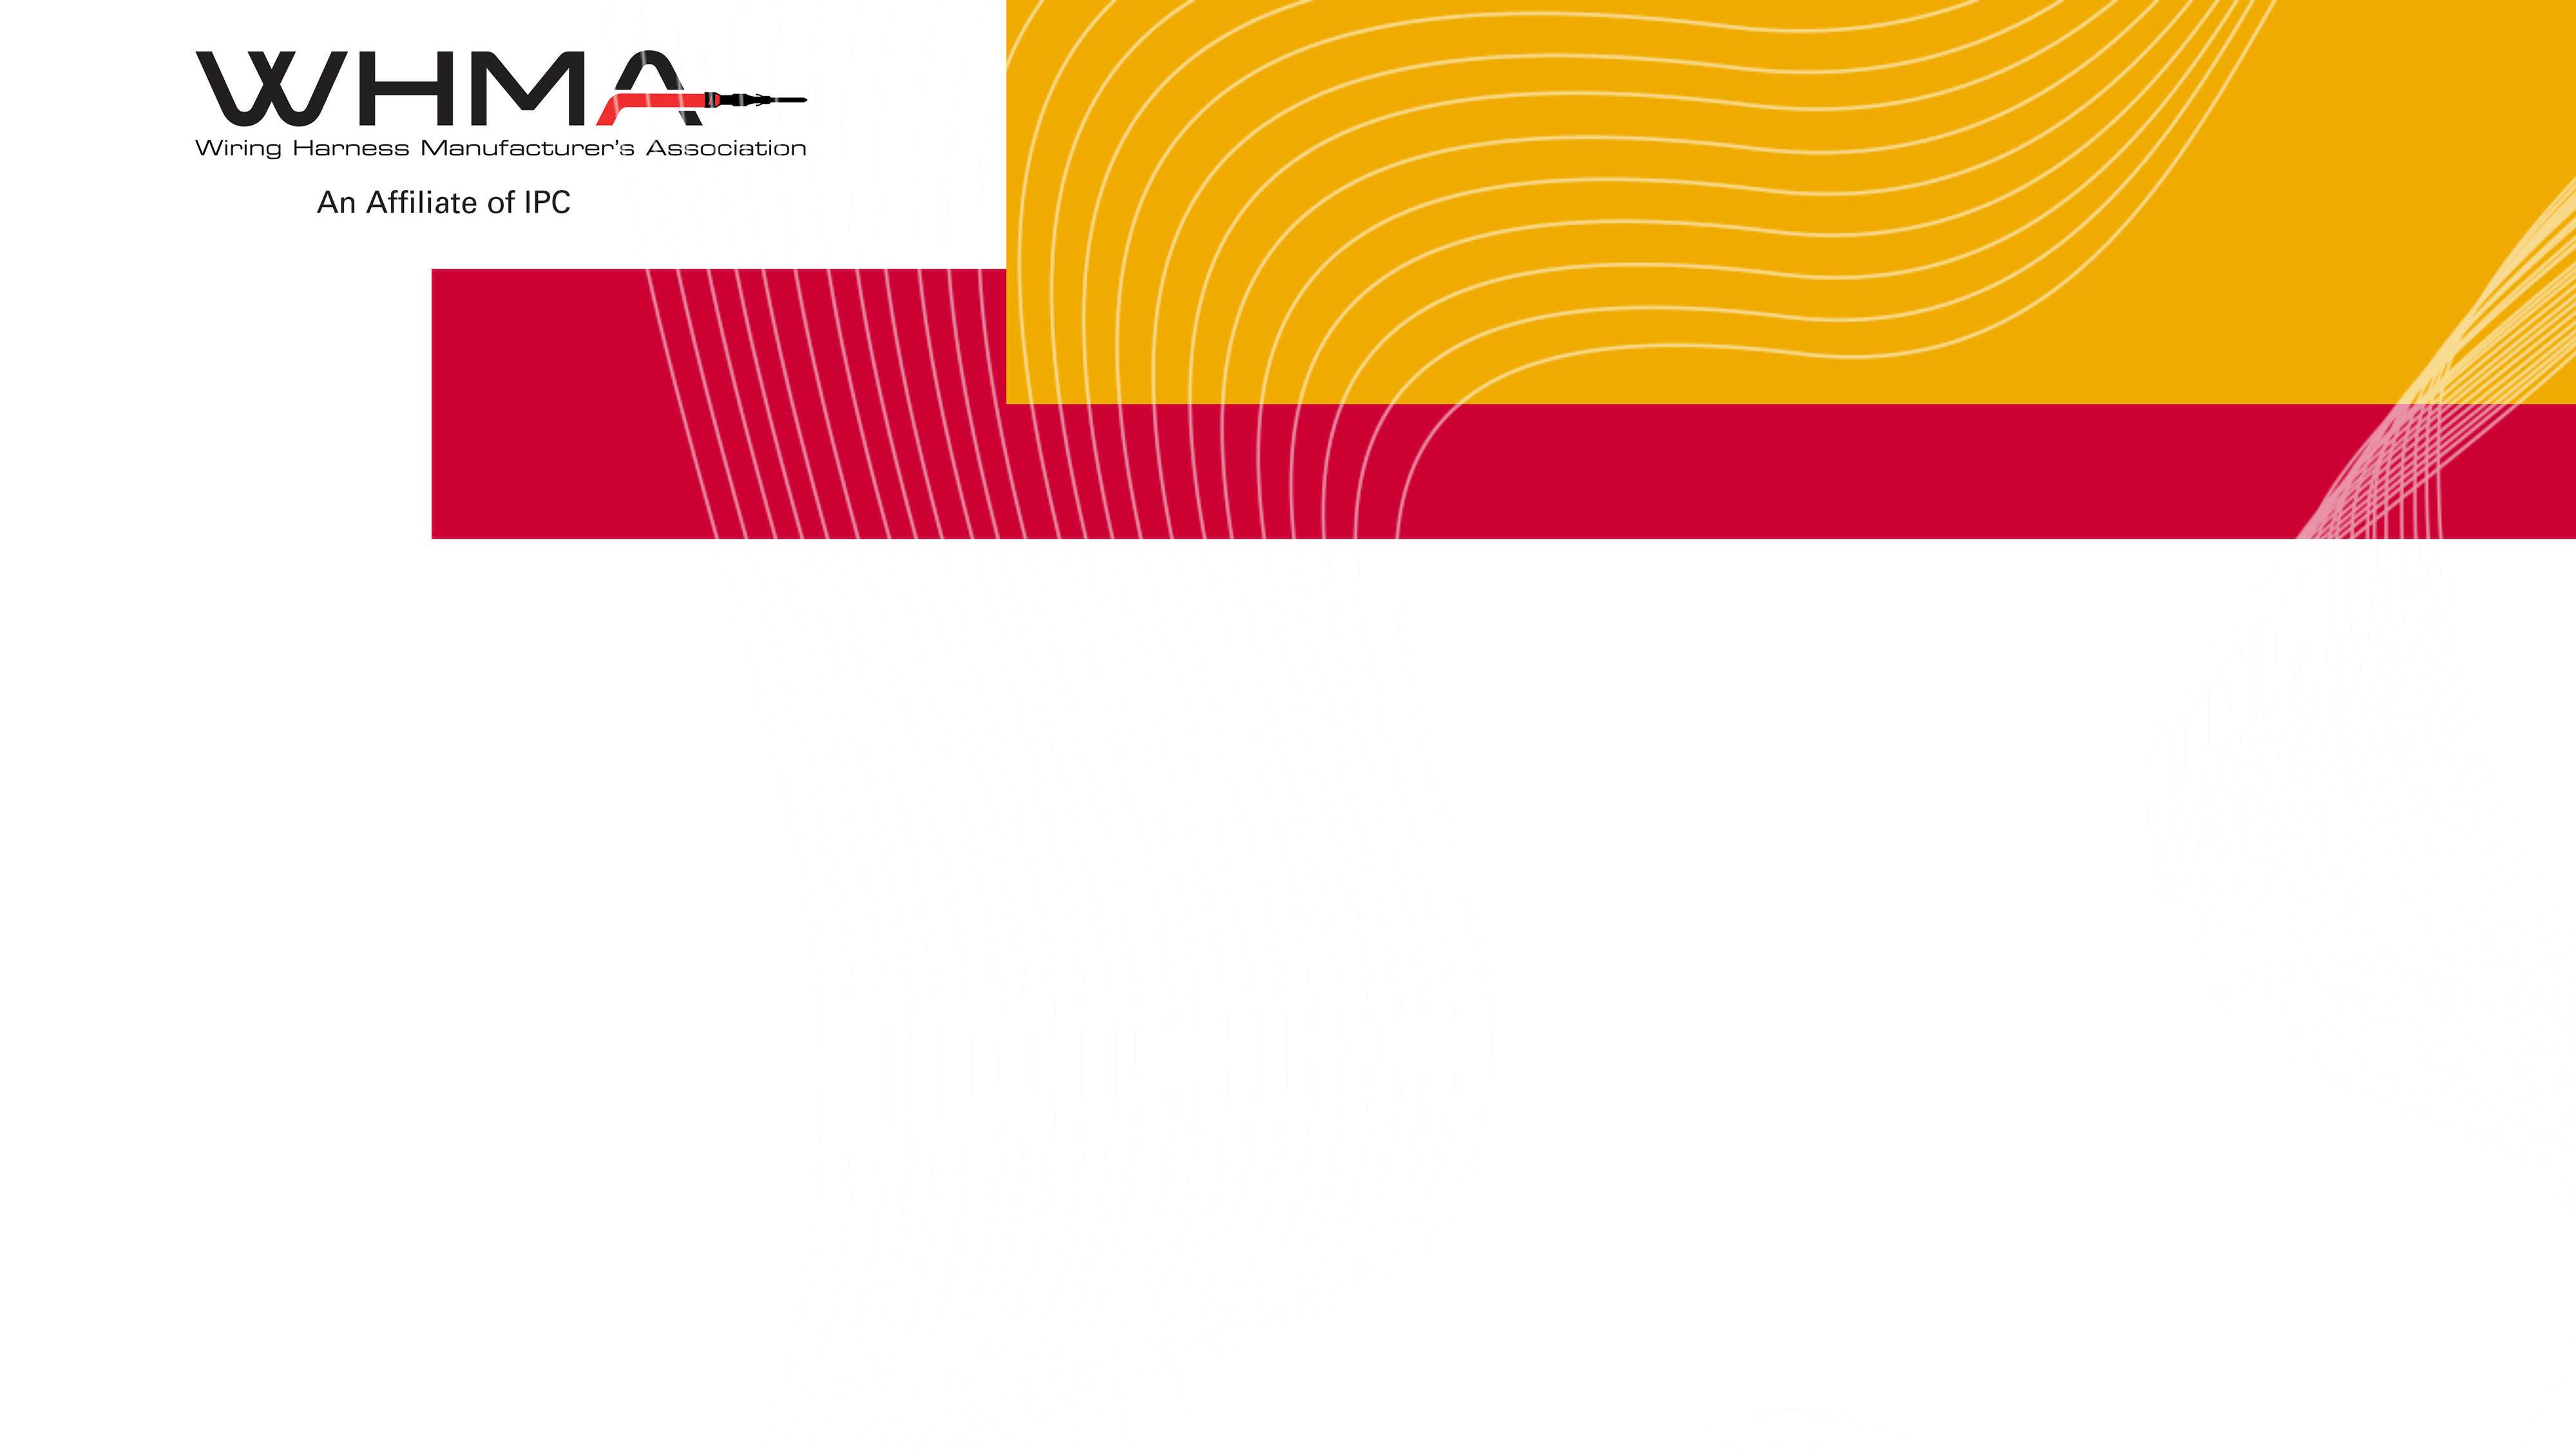 WHMA
Wiring Harness Manufacturer's Association
An Affiliate of IPC